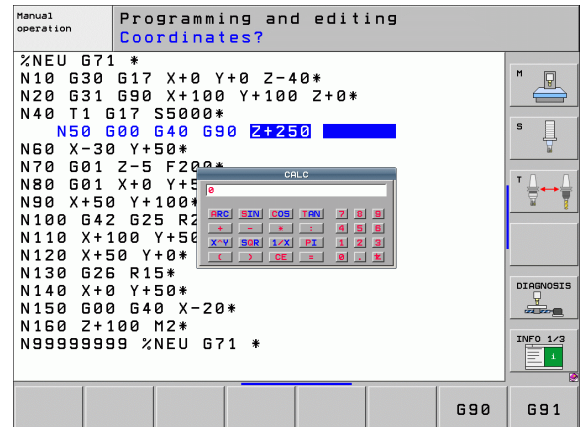 Manual
operation
Programming and editing
Coordinates?
%NEU G71 *
N10 G30 G17 X+0 Y+0 Z-40*
N20 G31 G90 X+100 Y+100 Z+0*
N40 T1 G17 S5000*
N50 G00 G40 G90 Z+250
N60 X-30 Y+50*
N70 G01 Z-5 F200*
N80 G01 X+0 Y+5
N90 X+50 Y+100*
N100 G42 G25 R2
N110 X+100 Y+50
N120 X+50 Y+0*
N130 G26 R15*
N140 X+0 Y+50*
N150 G00 G40 X-20*
N160 Z+100 M2*
N99999999 %NEU G71 *
CALC
0
ARC SIN COS TAN 7 8 9
+ - * : 4 5 6
X^Y SQR 1/X PI 1 2 3
( ) CE = 0 .
M
S
T
DIAGNOSIS
INFO 1/3
i
G90 G91